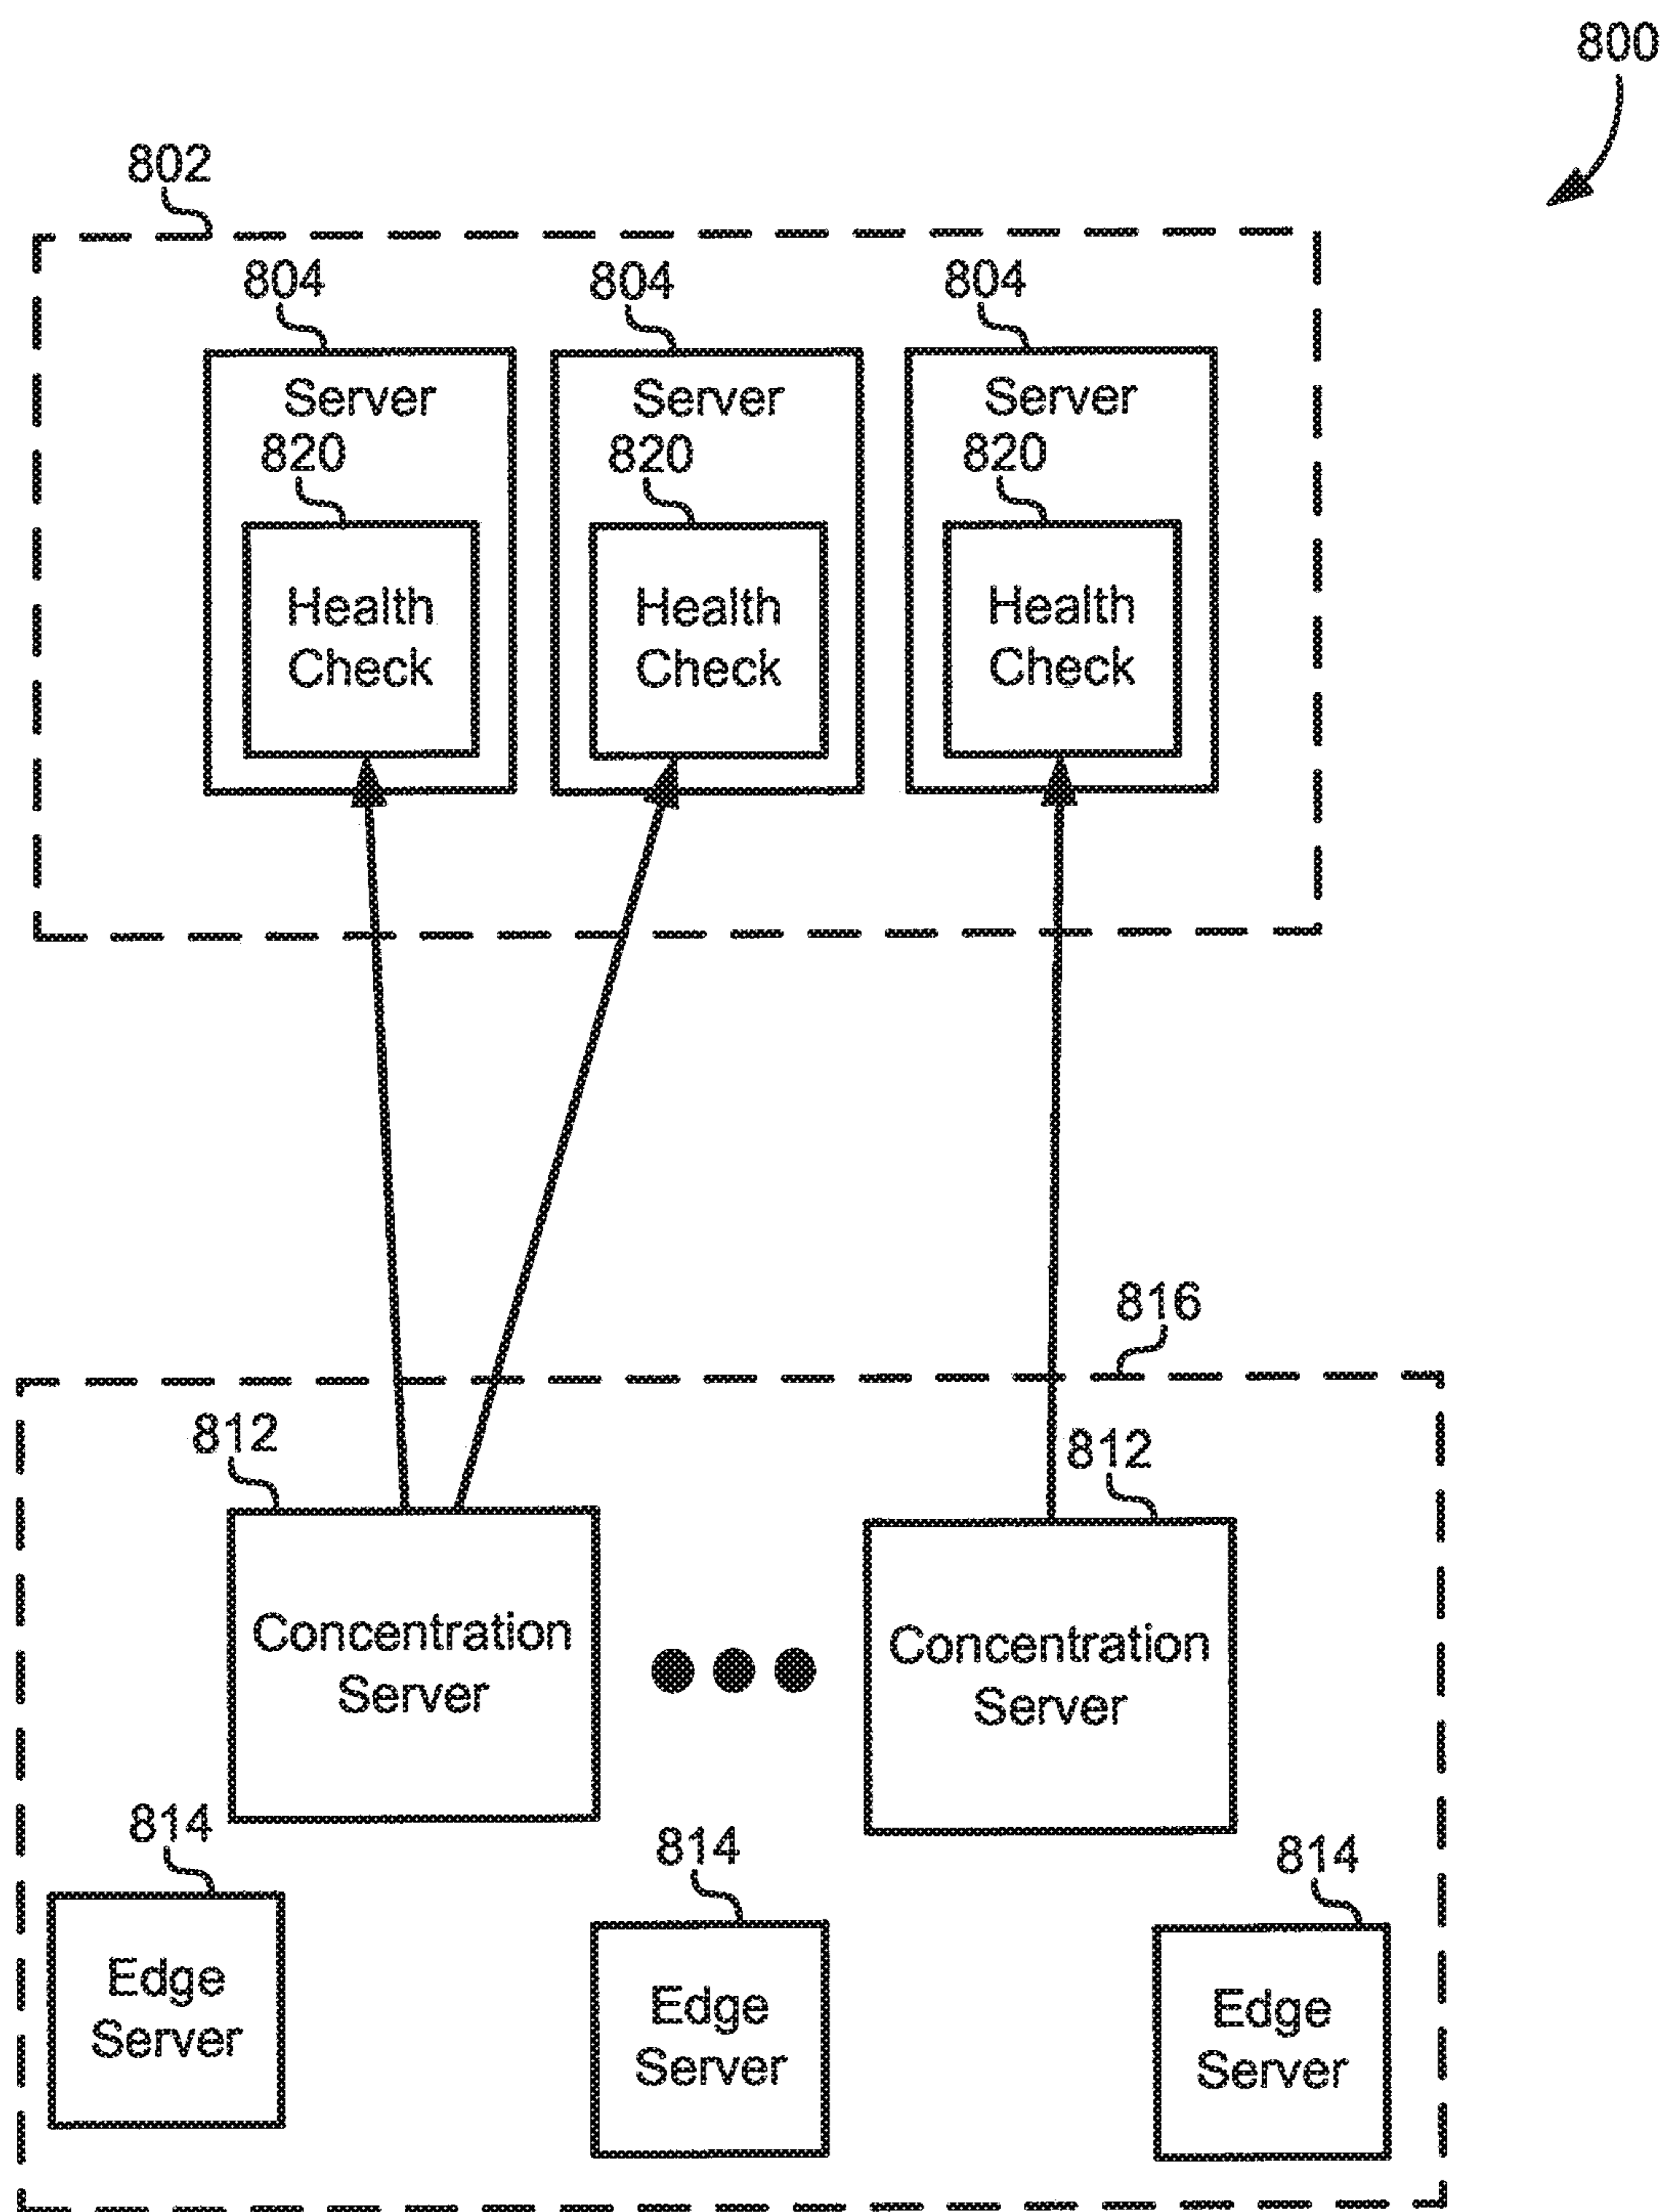 800
802
804
804
804
Server
Server
Server
820
820
820
Health
Check
Health
Check
Health
Check
816
812
812
Concentration
Server
Concentration
Server
814
814
814
Edge
Server
Edge
Server
Edge
Server